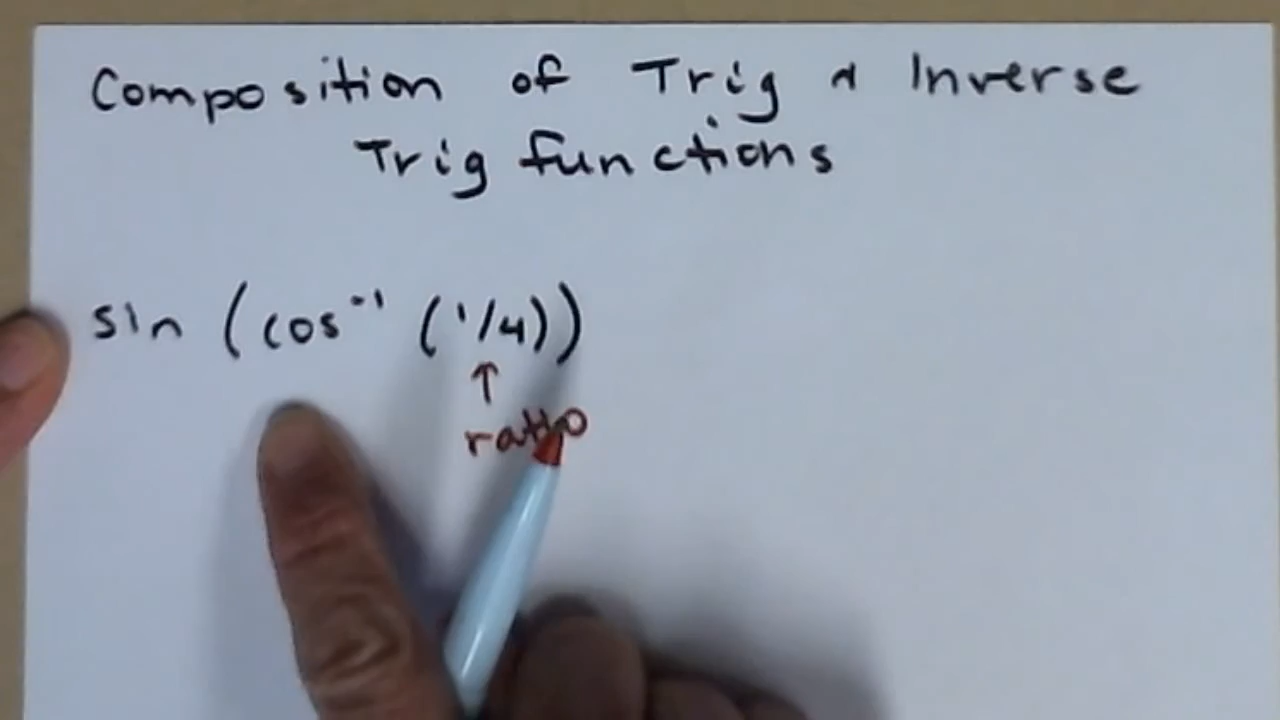 Composition of Trig & Inverse
Trig functions
sin (cos⁻¹ (1/4))
↑
ratio